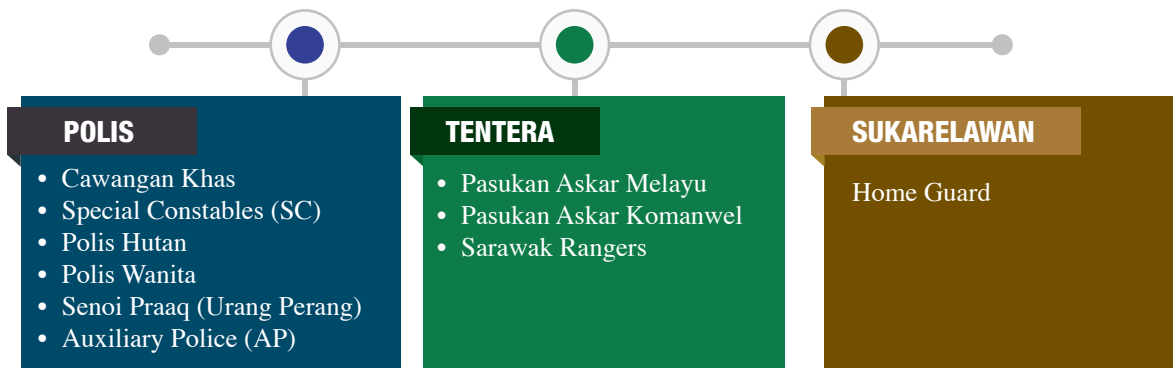 POLIS
• Cawangan Khas
• Special Constables (SC)
• Polis Hutan
• Polis Wanita
• Senoi Praaq (Urang Perang)
• Auxiliary Police (AP)
TENTERA
• Pasukan Askar Melayu
• Pasukan Askar Komanwel
• Sarawak Rangers
SUKARELAWAN
Home Guard